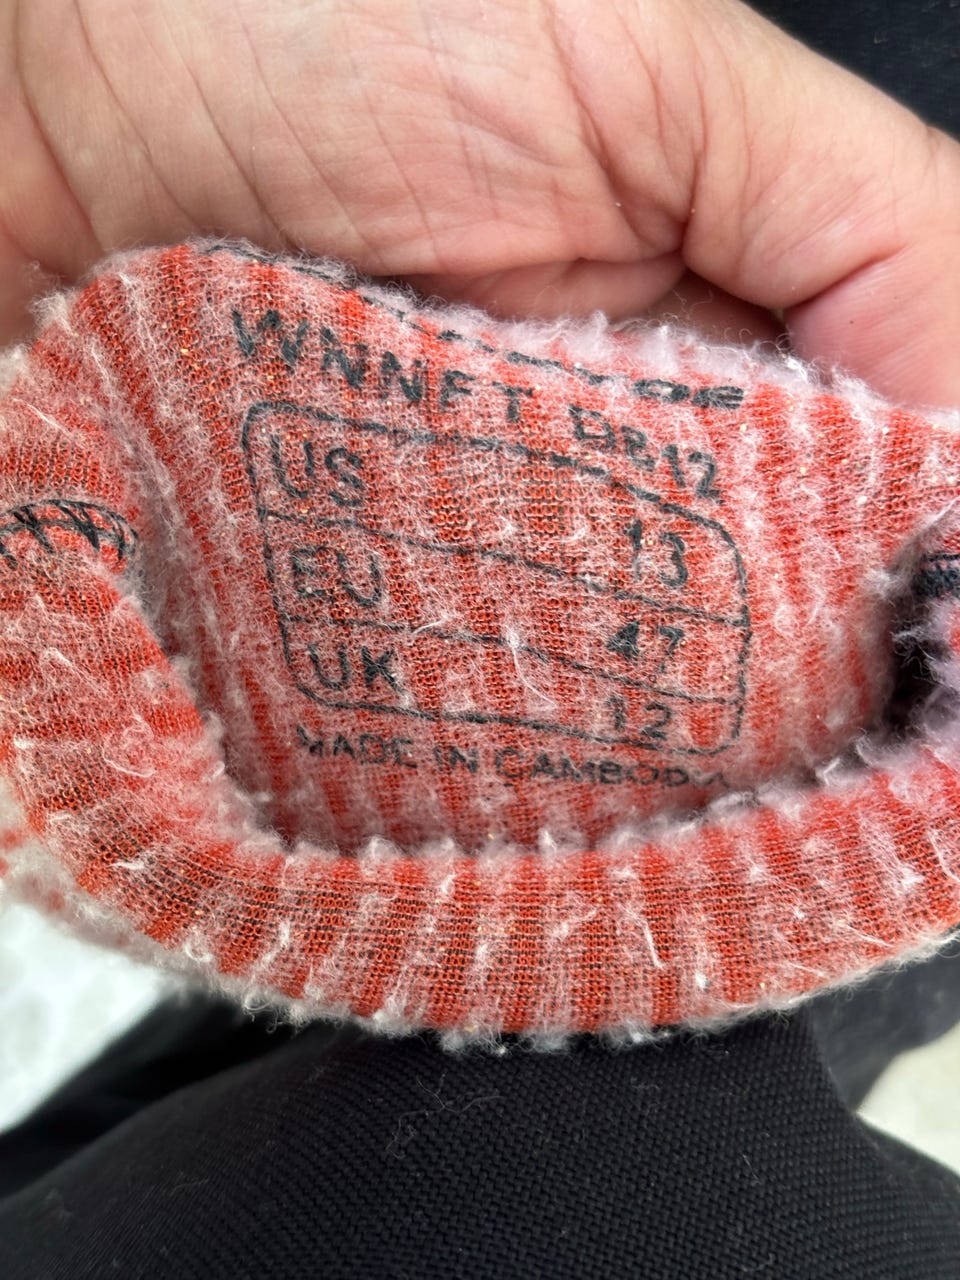 WNNFT DB12
US 13
EU 47
UK 12
MADE IN CAMBODIA